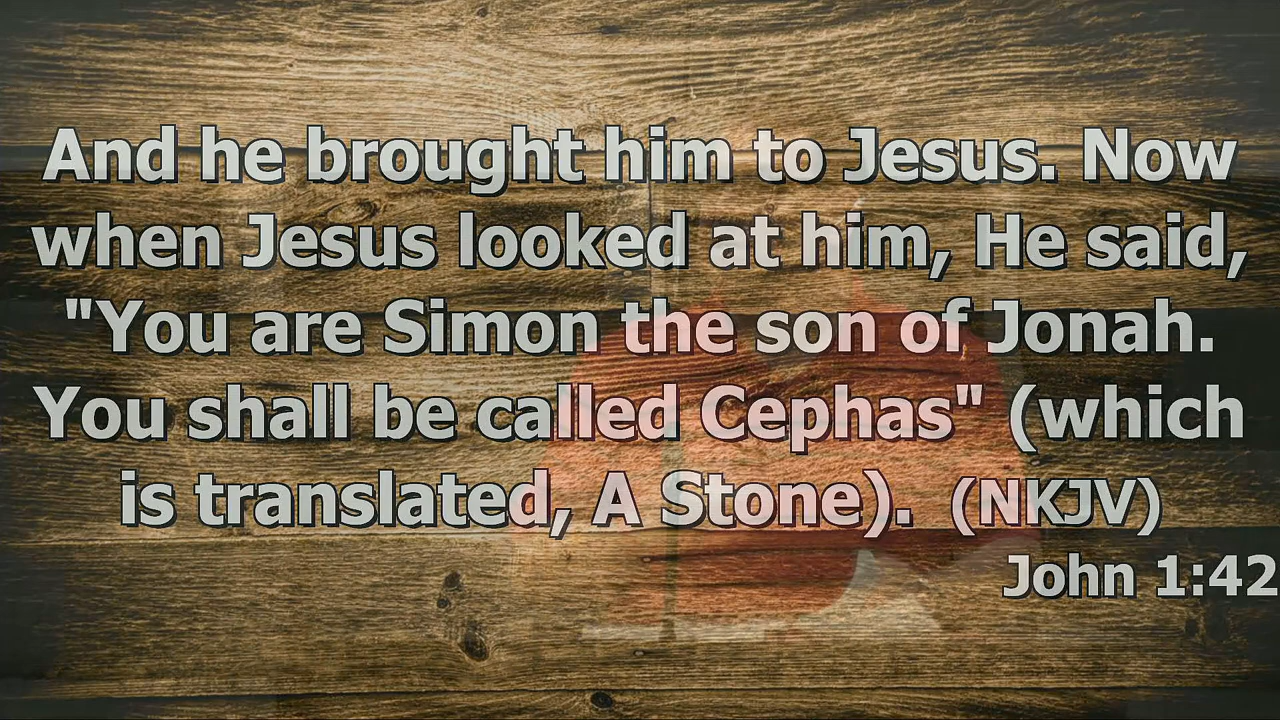 And he brought him to Jesus. Now
when Jesus looked at him, He said,
"You are Simon the son of Jonah.
You shall be called Cephas" (which
is translated, A Stone). (NKJV)
John 1:42